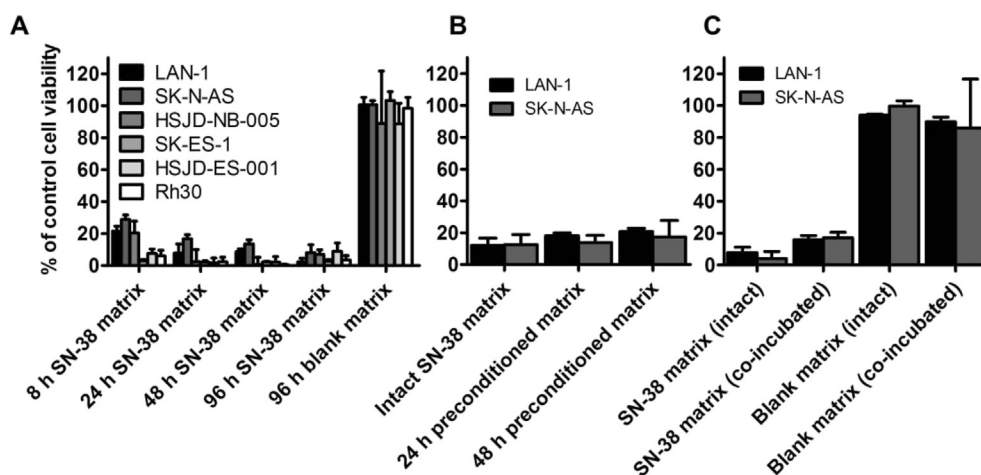 A
% of control cell viability
120
100
80
60
40
20
0
LAN-1
SK-N-AS
HSJD-NB-005
SK-ES-1
HSJD-ES-001
Rh30
8 h SN-38 matrix
24 h SN-38 matrix
48 h SN-38 matrix
96 h SN-38 matrix
96 h blank matrix
B
120
100
80
60
40
20
0
LAN-1
SK-N-AS
Intact SN-38 matrix
24 h preconditioned matrix
48 h preconditioned matrix
C
120
100
80
60
40
20
0
LAN-1
SK-N-AS
SN-38 matrix (intact)
SN-38 matrix (co-incubated)
Blank matrix (intact)
Blank matrix (co-incubated)